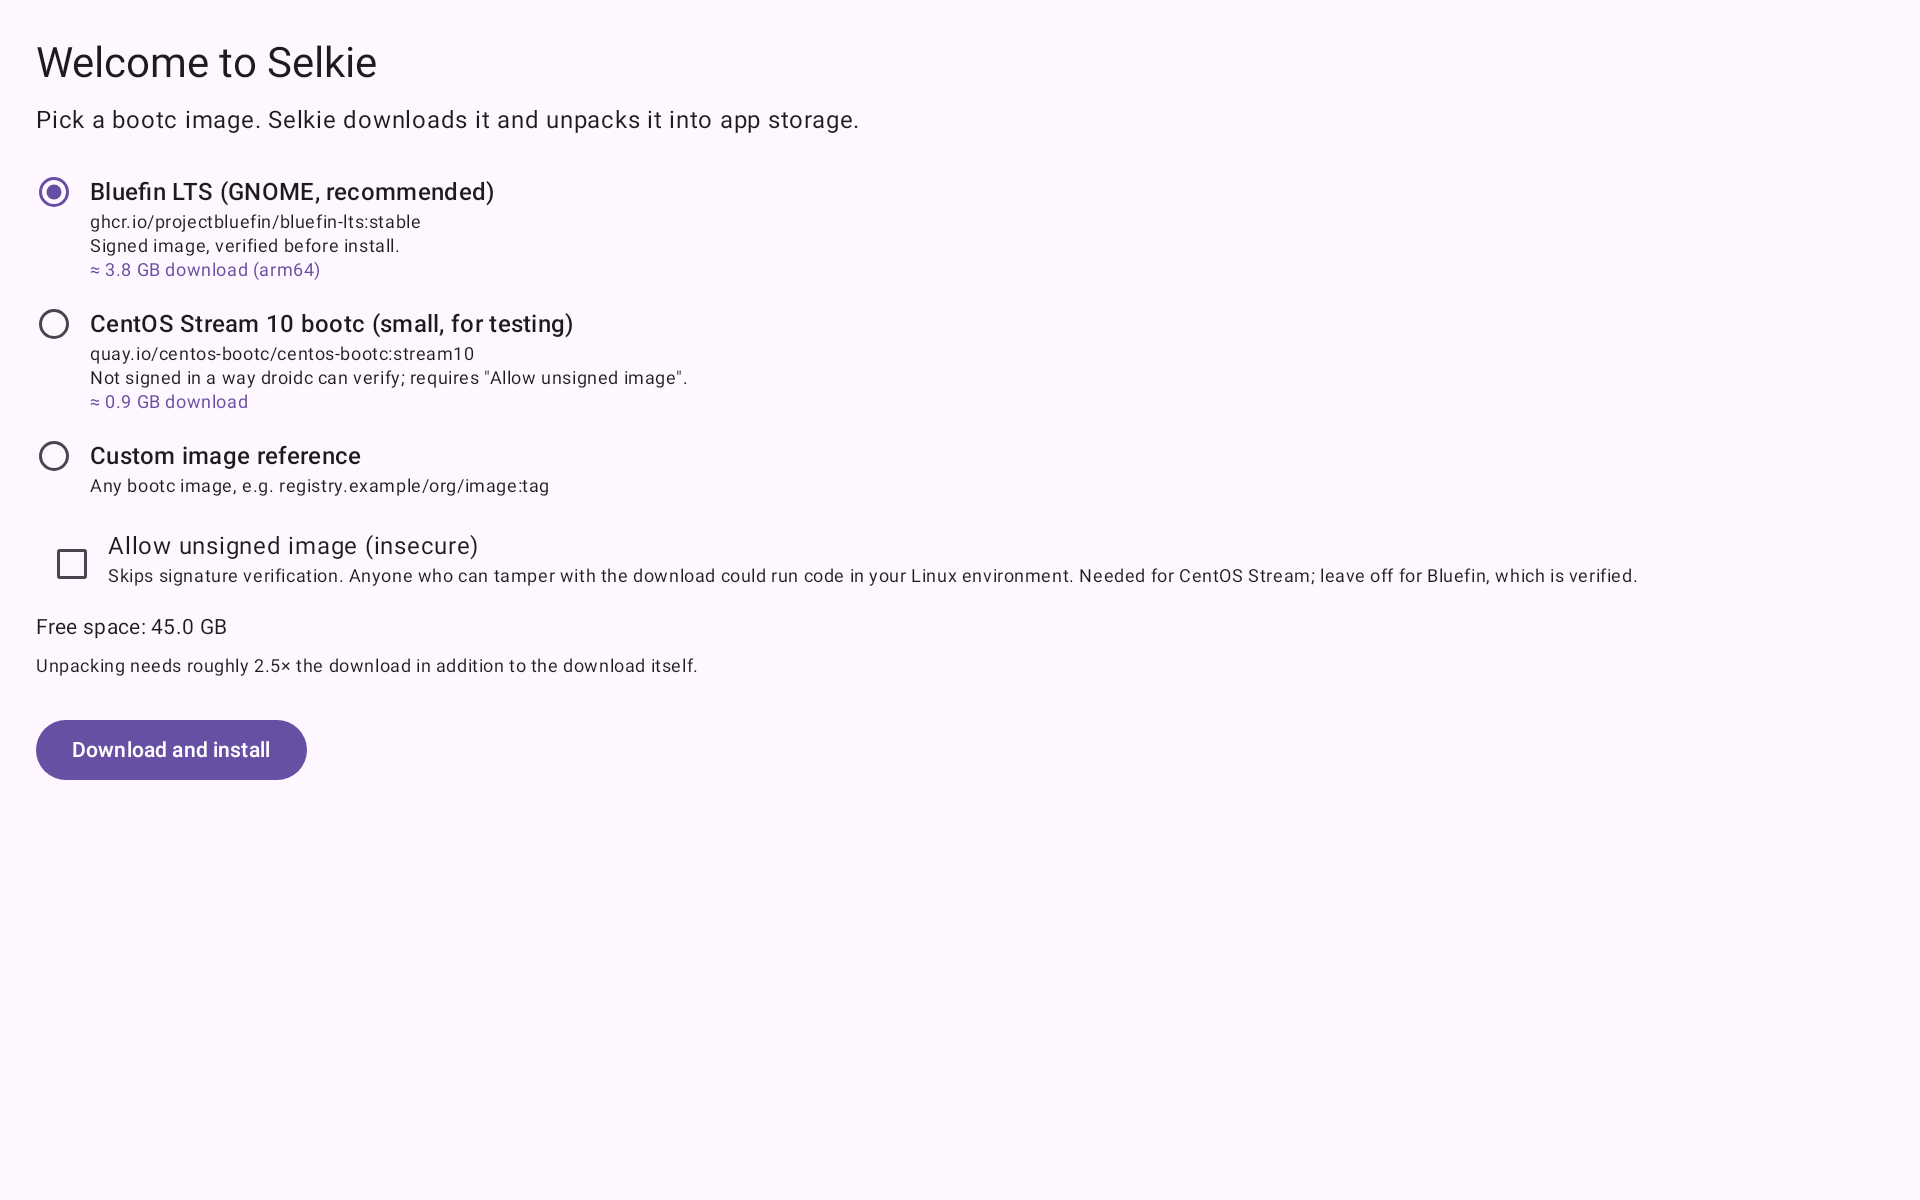 Welcome to Selkie
Pick a bootc image. Selkie downloads it and unpacks it into app storage.
Bluefin LTS (GNOME, recommended)
ghcr.io/projectbluefin/bluefin-lts:stable
Signed image, verified before install.
≈ 3.8 GB download (arm64)
CentOS Stream 10 bootc (small, for testing)
quay.io/centos-bootc/centos-bootc:stream10
Not signed in a way droidc can verify; requires "Allow unsigned image".
≈ 0.9 GB download
Custom image reference
Any bootc image, e.g. registry.example/org/image:tag
Allow unsigned image (insecure)
Skips signature verification. Anyone who can tamper with the download could run code in your Linux environment. Needed for CentOS Stream; leave off for Bluefin, which is verified.
Free space: 45.0 GB
Unpacking needs roughly 2.5× the download in addition to the download itself.
Download and install